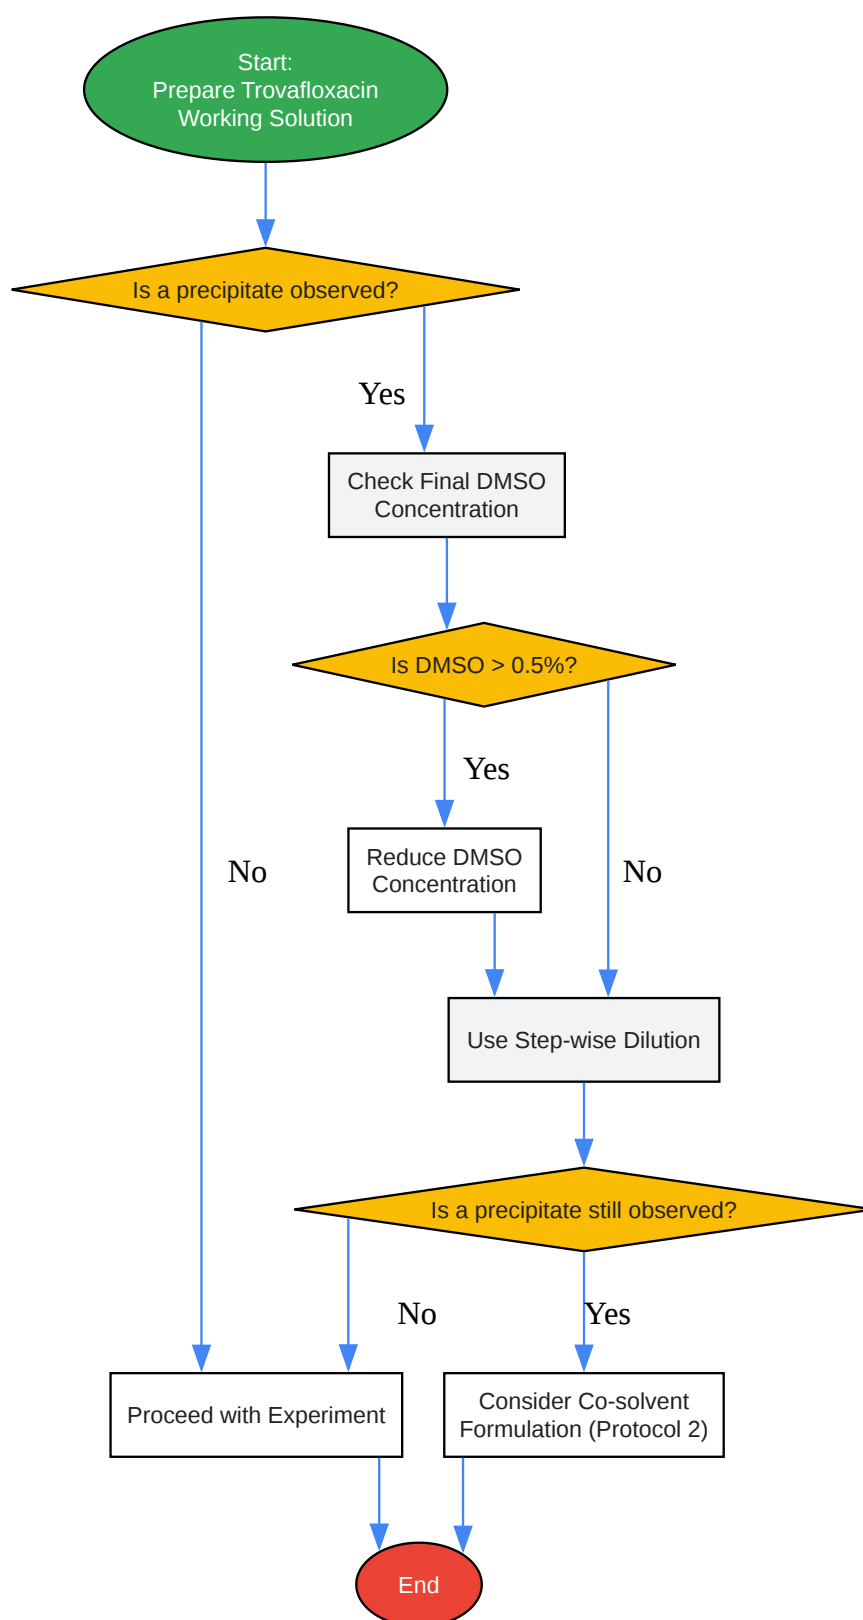 Start:
Prepare Trovafloxacin
Working Solution
Is a precipitate observed?
Yes
Check Final DMSO
Concentration
Is DMSO > 0.5%?
Yes
Reduce DMSO
Concentration
No
No
Use Step-wise Dilution
Is a precipitate still observed?
No
Yes
Proceed with Experiment
Consider Co-solvent
Formulation (Protocol 2)
End